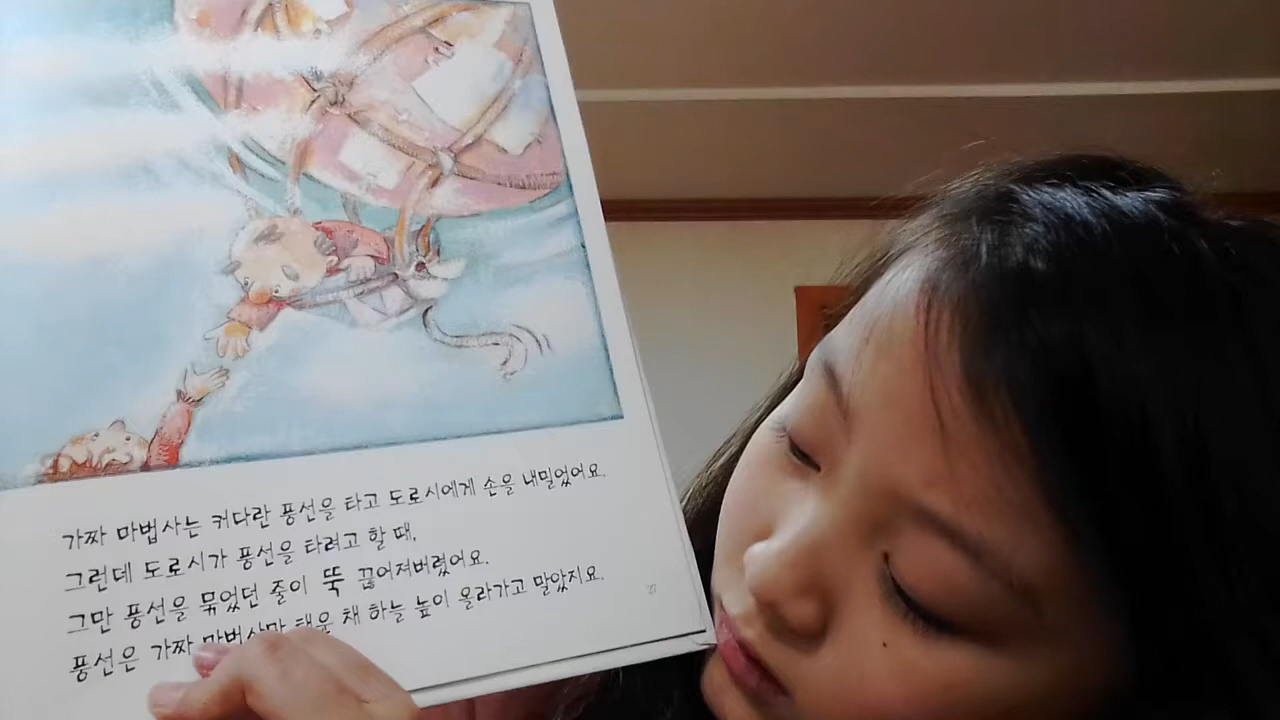 가짜 마법사는 커다란 풍선을 타고 도로시에게 손을 내밀었어요.
그런데 도로시가 풍선을 타려고 할 때,
그만 풍선을 묶었던 줄이 뚝 끊어져버렸어요.
풍선은 가짜 마법사만 태운 채 하늘 높이 올라가고 말았지요.
27